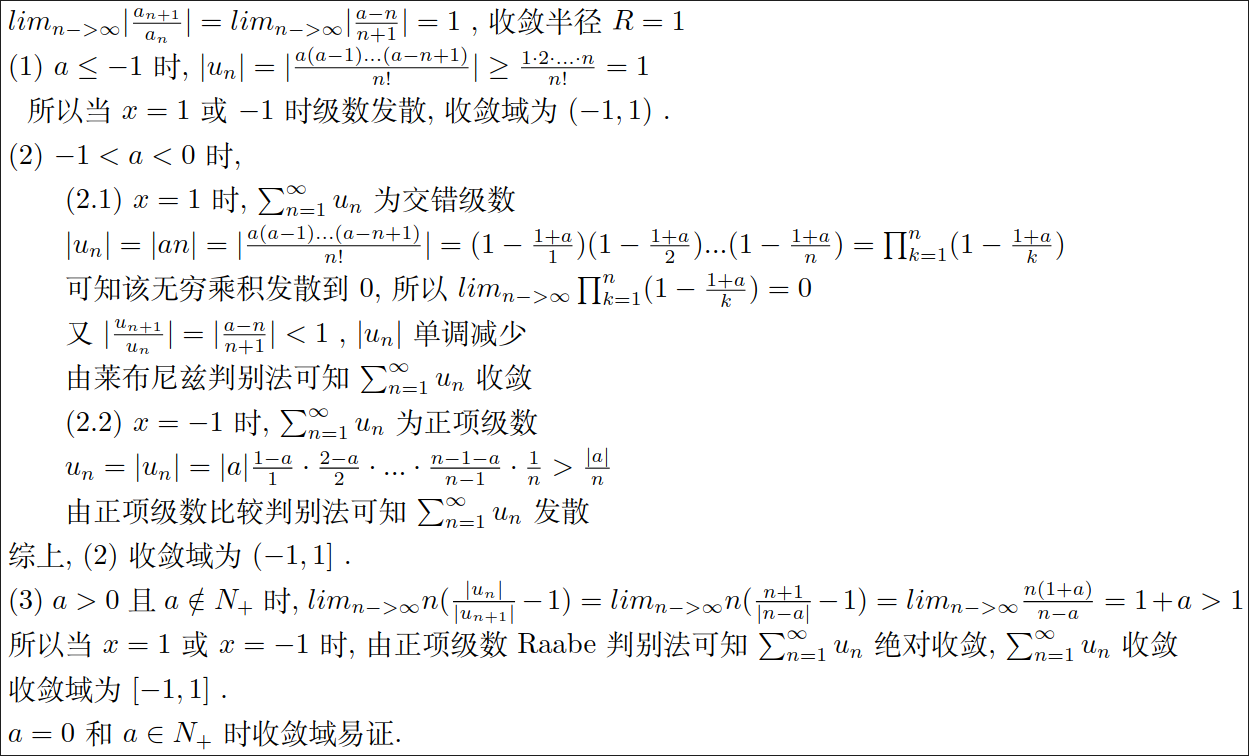 $lim_{n->\infty}|\frac{a_{n+1}}{a_n}| = lim_{n->\infty}|\frac{a-n}{n+1}| = 1$ , 收敛半径 $R = 1$
(1) $a \leq -1$ 时, $|u_n| = |\frac{a(a-1)...(a-n+1)}{n!}| \geq \frac{1\cdot 2\cdot ...\cdot n}{n!} = 1$
所以当 $x = 1$ 或 $-1$ 时级数发散, 收敛域为 $(-1, 1)$ .
(2) $-1 < a < 0$ 时,
(2.1) $x = 1$ 时, $\sum_{n=1}^{\infty} u_n$ 为交错级数
$|u_n| = |an| = |\frac{a(a-1)...(a-n+1)}{n!}| = (1 - \frac{1+a}{1})(1 - \frac{1+a}{2})...(1 - \frac{1+a}{n}) = \prod_{k=1}^{n}(1 - \frac{1+a}{k})$
可知该无穷乘积发散到 0, 所以 $lim_{n->\infty} \prod_{k=1}^{n}(1 - \frac{1+a}{k}) = 0$
又 $|\frac{u_{n+1}}{u_n}| = |\frac{a-n}{n+1}| < 1$ , $|u_n|$ 单调减少
由莱布尼兹判别法可知 $\sum_{n=1}^{\infty} u_n$ 收敛
(2.2) $x = -1$ 时, $\sum_{n=1}^{\infty} u_n$ 为正项级数
$u_n = |u_n| = |a|\frac{1-a}{1} \cdot \frac{2-a}{2} \cdot ... \cdot \frac{n-1-a}{n-1} \cdot \frac{1}{n} > \frac{|a|}{n}$
由正项级数比较判别法可知 $\sum_{n=1}^{\infty} u_n$ 发散
综上, (2) 收敛域为 $(-1, 1]$ .
(3) $a > 0$ 且 $a \notin N_+$ 时, $lim_{n->\infty} n(\frac{|u_n|}{|u_{n+1}|} - 1) = lim_{n->\infty} n(\frac{n+1}{|n-a|} - 1) = lim_{n->\infty} \frac{n(1+a)}{n-a} = 1 + a > 1$
所以当 $x = 1$ 或 $x = -1$ 时, 由正项级数 Raabe 判别法可知 $\sum_{n=1}^{\infty} u_n$ 绝对收敛, $\sum_{n=1}^{\infty} u_n$ 收敛
收敛域为 $[-1, 1]$ .
$a = 0$ 和 $a \in N_+$ 时收敛域易证.